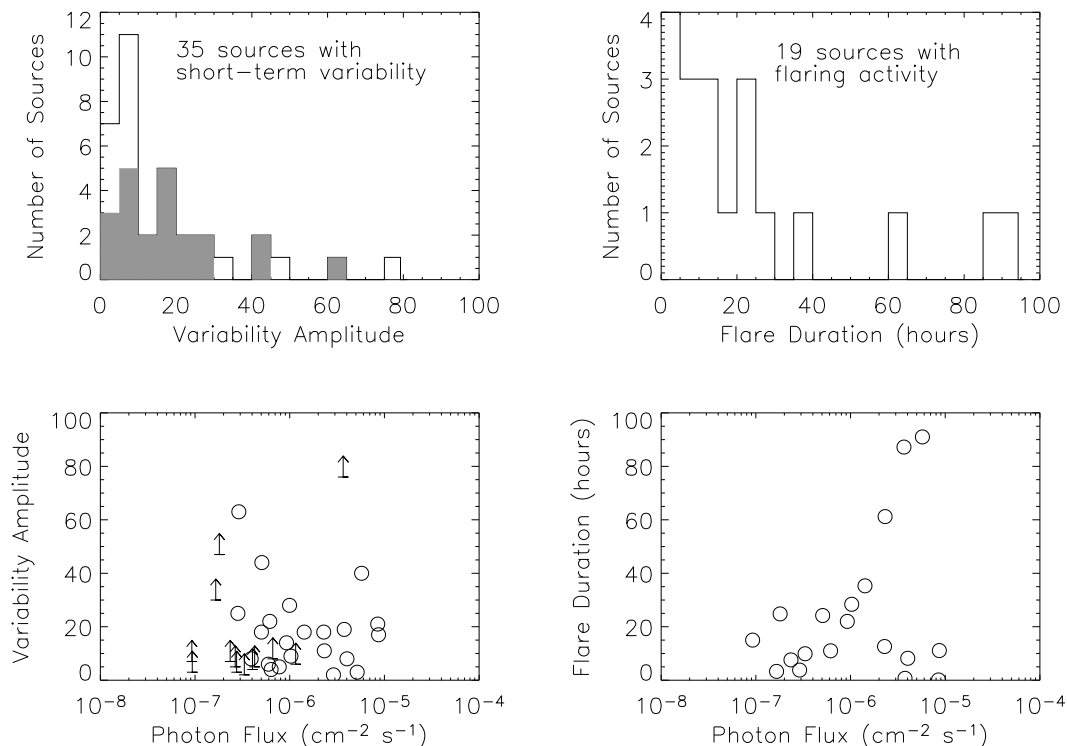 12
10
8
6
4
2
0
Number of Sources
35 sources with
short-term variability
0 20 40 60 80 100
Variability Amplitude
4
3
2
1
0
Number of Sources
19 sources with
flaring activity
0 20 40 60 80 100
Flare Duration (hours)
100
80
60
40
20
0
Variability Amplitude
10⁻⁸ 10⁻⁷ 10⁻⁶ 10⁻⁵ 10⁻⁴
Photon Flux (cm⁻² s⁻¹)
100
80
60
40
20
0
Flare Duration (hours)
10⁻⁸ 10⁻⁷ 10⁻⁶ 10⁻⁵ 10⁻⁴
Photon Flux (cm⁻² s⁻¹)